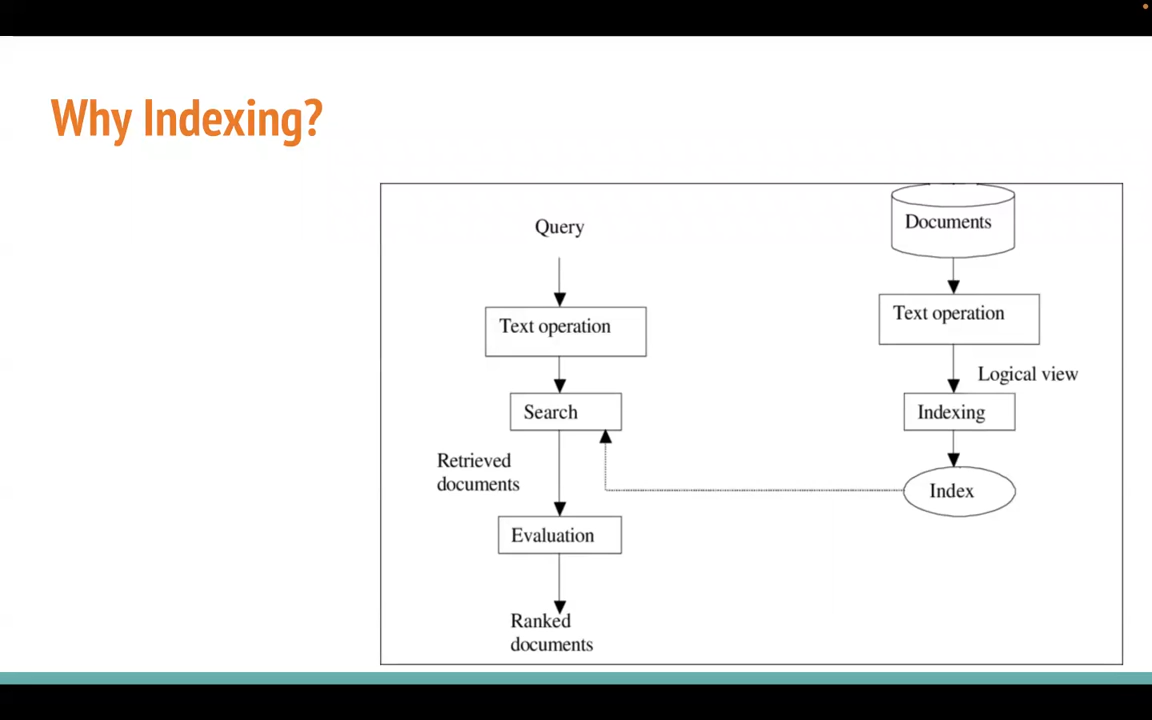 Why Indexing?
Query
Text operation
Search
Retrieved
documents
Evaluation
Ranked
documents
Documents
Text operation
Logical view
Indexing
Index